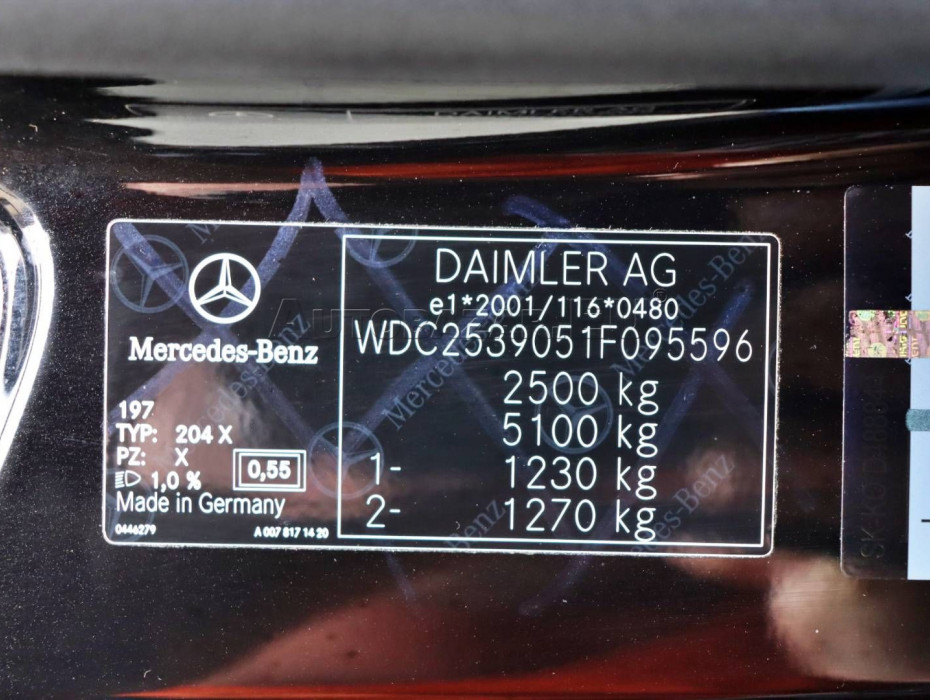 Mercedes-Benz
197
TYP: 204 X
PZ: X
1,0 %
0,55
Made in Germany
0446279
A 007 817 14 20
DAIMLER AG
e1*2001/116*0480
WDC2539051F095596
2500 kg
5100 kg
1- 1230 kg
2- 1270 kg